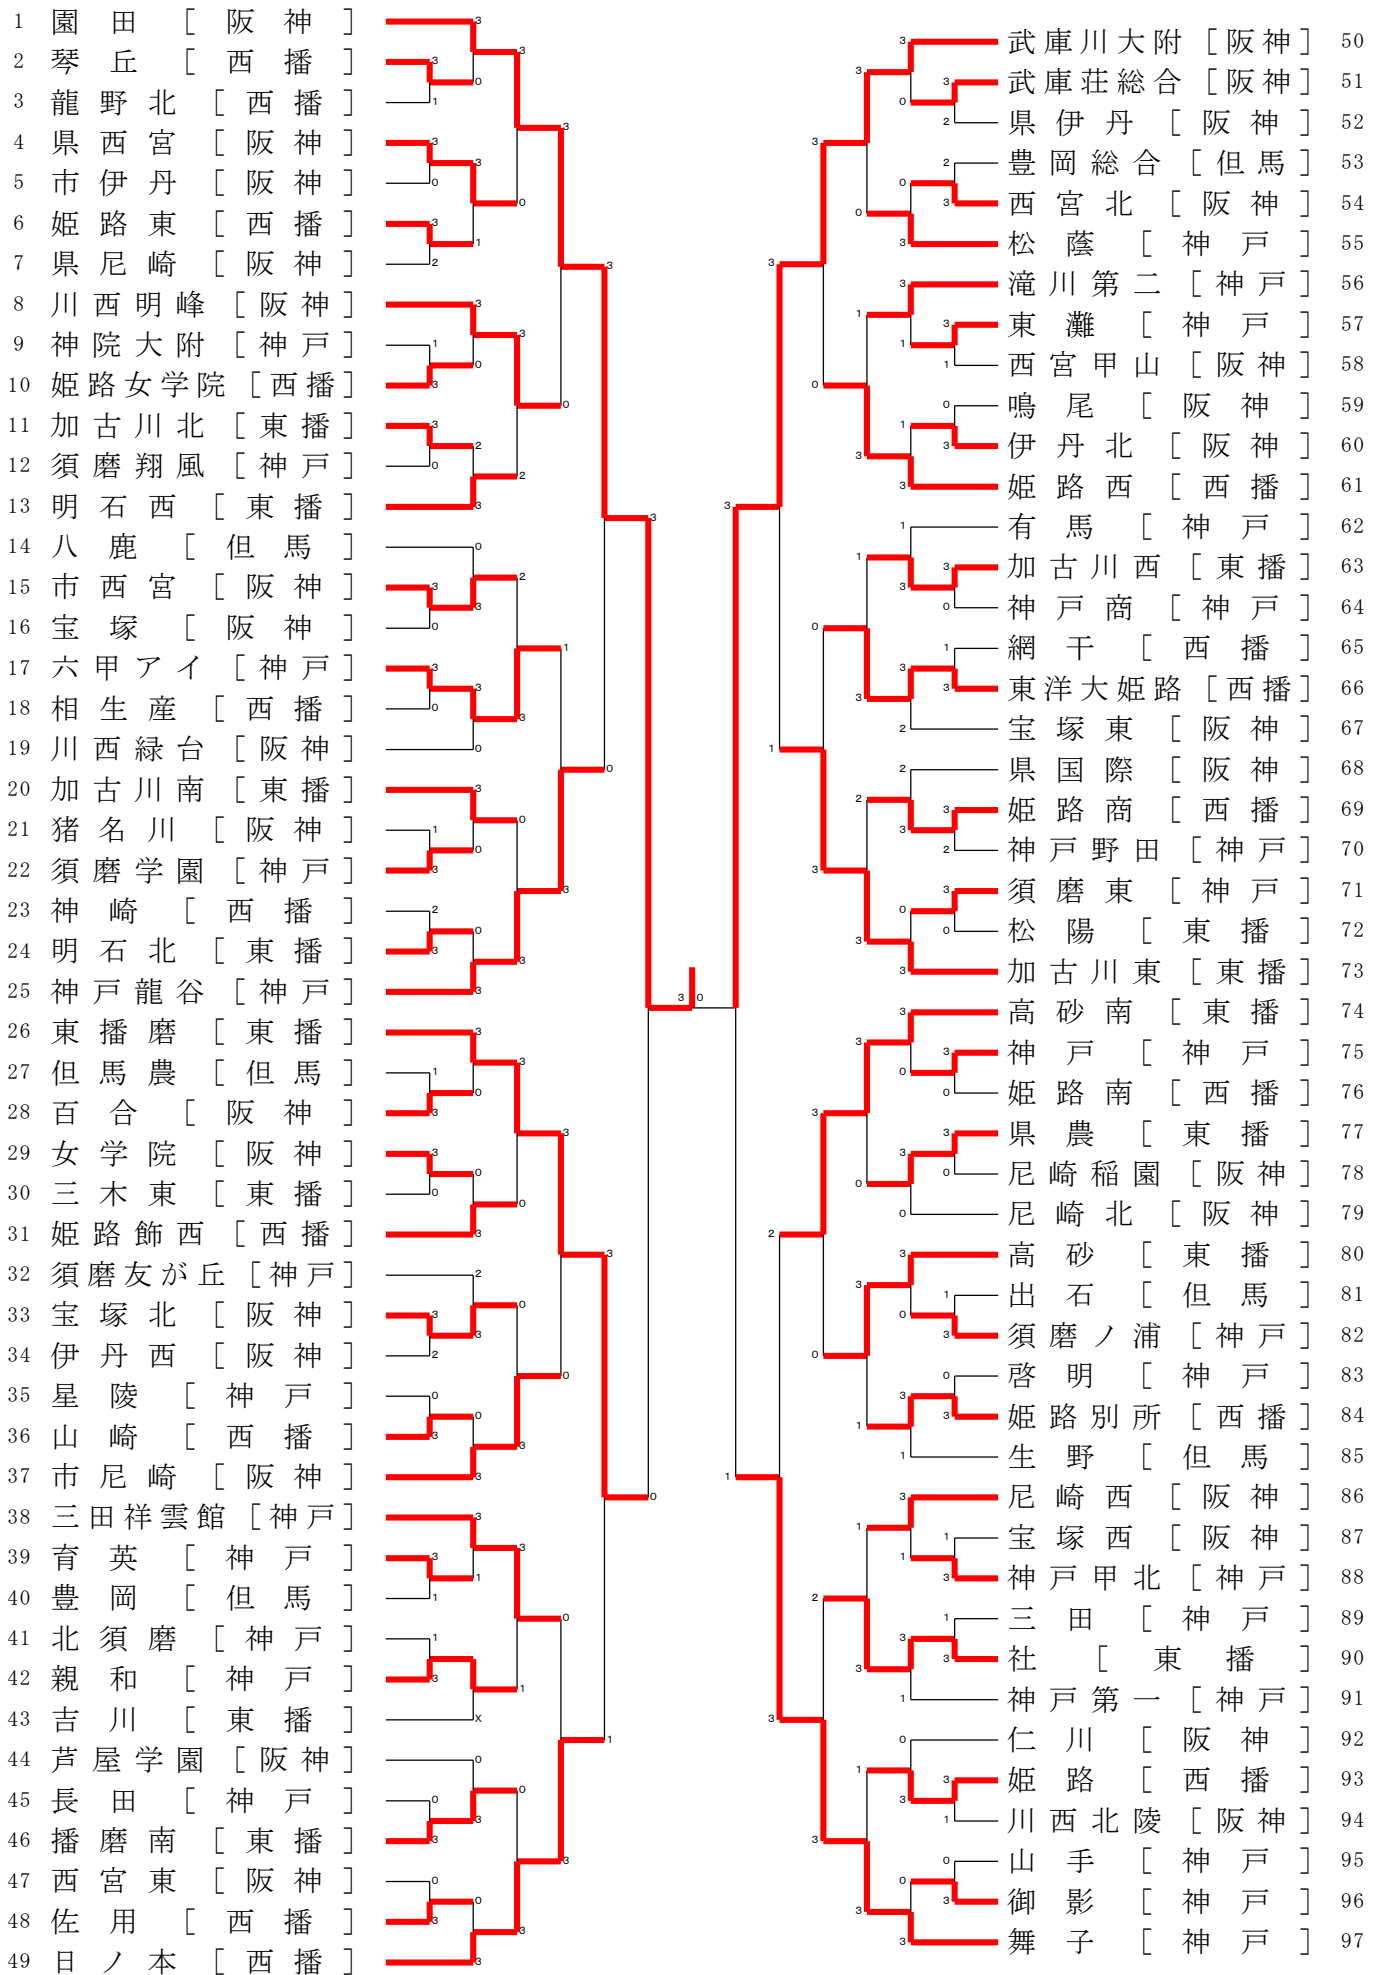 1 園田 [ 阪神 ]
2 琴丘 [ 西播 ]
3 龍野北 [ 西播 ]
4 県西宮 [ 阪神 ]
5 市伊丹 [ 阪神 ]
6 姫路東 [ 西播 ]
7 県尼崎 [ 阪神 ]
8 川西明峰 [ 阪神 ]
9 神院大附 [ 神戸 ]
10 姫路女学院 [ 西播 ]
11 加古川北 [ 東播 ]
12 須磨翔風 [ 神戸 ]
13 明石西 [ 東播 ]
14 八鹿 [ 但馬 ]
15 市西宮 [ 阪神 ]
16 宝塚 [ 阪神 ]
17 六甲アイ [ 神戸 ]
18 相生産 [ 西播 ]
19 川西緑台 [ 阪神 ]
20 加古川南 [ 東播 ]
21 猪名川 [ 阪神 ]
22 須磨学園 [ 神戸 ]
23 神崎 [ 西播 ]
24 明石北 [ 東播 ]
25 神戸龍谷 [ 神戸 ]
26 東播磨 [ 東播 ]
27 但馬農 [ 但馬 ]
28 百合 [ 阪神 ]
29 女学院 [ 阪神 ]
30 三木東 [ 東播 ]
31 姫路飾西 [ 西播 ]
32 須磨友が丘 [ 神戸 ]
33 宝塚北 [ 阪神 ]
34 伊丹西 [ 阪神 ]
35 星陵 [ 神戸 ]
36 山崎 [ 西播 ]
37 市尼崎 [ 阪神 ]
38 三田祥雲館 [ 神戸 ]
39 育英 [ 神戸 ]
40 豊岡 [ 但馬 ]
41 北須磨 [ 神戸 ]
42 親和 [ 神戸 ]
43 吉川 [ 東播 ]
44 芦屋学園 [ 阪神 ]
45 長田 [ 神戸 ]
46 播磨南 [ 東播 ]
47 西宮東 [ 阪神 ]
48 佐用 [ 西播 ]
49 日ノ本 [ 西播 ]
3 0
武庫川大附 [ 阪神 ] 50
武庫荘総合 [ 阪神 ] 51
県伊丹 [ 阪神 ] 52
豊岡総合 [ 但馬 ] 53
西宮北 [ 阪神 ] 54
松蔭 [ 神戸 ] 55
滝川第二 [ 神戸 ] 56
東灘 [ 神戸 ] 57
西宮甲山 [ 阪神 ] 58
鳴尾 [ 阪神 ] 59
伊丹北 [ 阪神 ] 60
姫路西 [ 西播 ] 61
有馬 [ 神戸 ] 62
加古川西 [ 東播 ] 63
神戸商 [ 神戸 ] 64
網干 [ 西播 ] 65
東洋大姫路 [ 西播 ] 66
宝塚東 [ 阪神 ] 67
県国際 [ 阪神 ] 68
姫路商 [ 西播 ] 69
神戸野田 [ 神戸 ] 70
須磨東 [ 神戸 ] 71
松陽 [ 東播 ] 72
加古川東 [ 東播 ] 73
高砂南 [ 東播 ] 74
神戸 [ 神戸 ] 75
姫路南 [ 西播 ] 76
県農 [ 東播 ] 77
尼崎稲園 [ 阪神 ] 78
尼崎北 [ 阪神 ] 79
高砂 [ 東播 ] 80
出石 [ 但馬 ] 81
須磨ノ浦 [ 神戸 ] 82
啓明 [ 神戸 ] 83
姫路別所 [ 西播 ] 84
生野 [ 但馬 ] 85
尼崎西 [ 阪神 ] 86
宝塚西 [ 阪神 ] 87
神戸甲北 [ 神戸 ] 88
三田 [ 神戸 ] 89
社 [ 東播 ] 90
神戸第一 [ 神戸 ] 91
仁川 [ 阪神 ] 92
姫路 [ 西播 ] 93
川西北陵 [ 阪神 ] 94
山手 [ 神戸 ] 95
御影 [ 神戸 ] 96
舞子 [ 神戸 ] 97